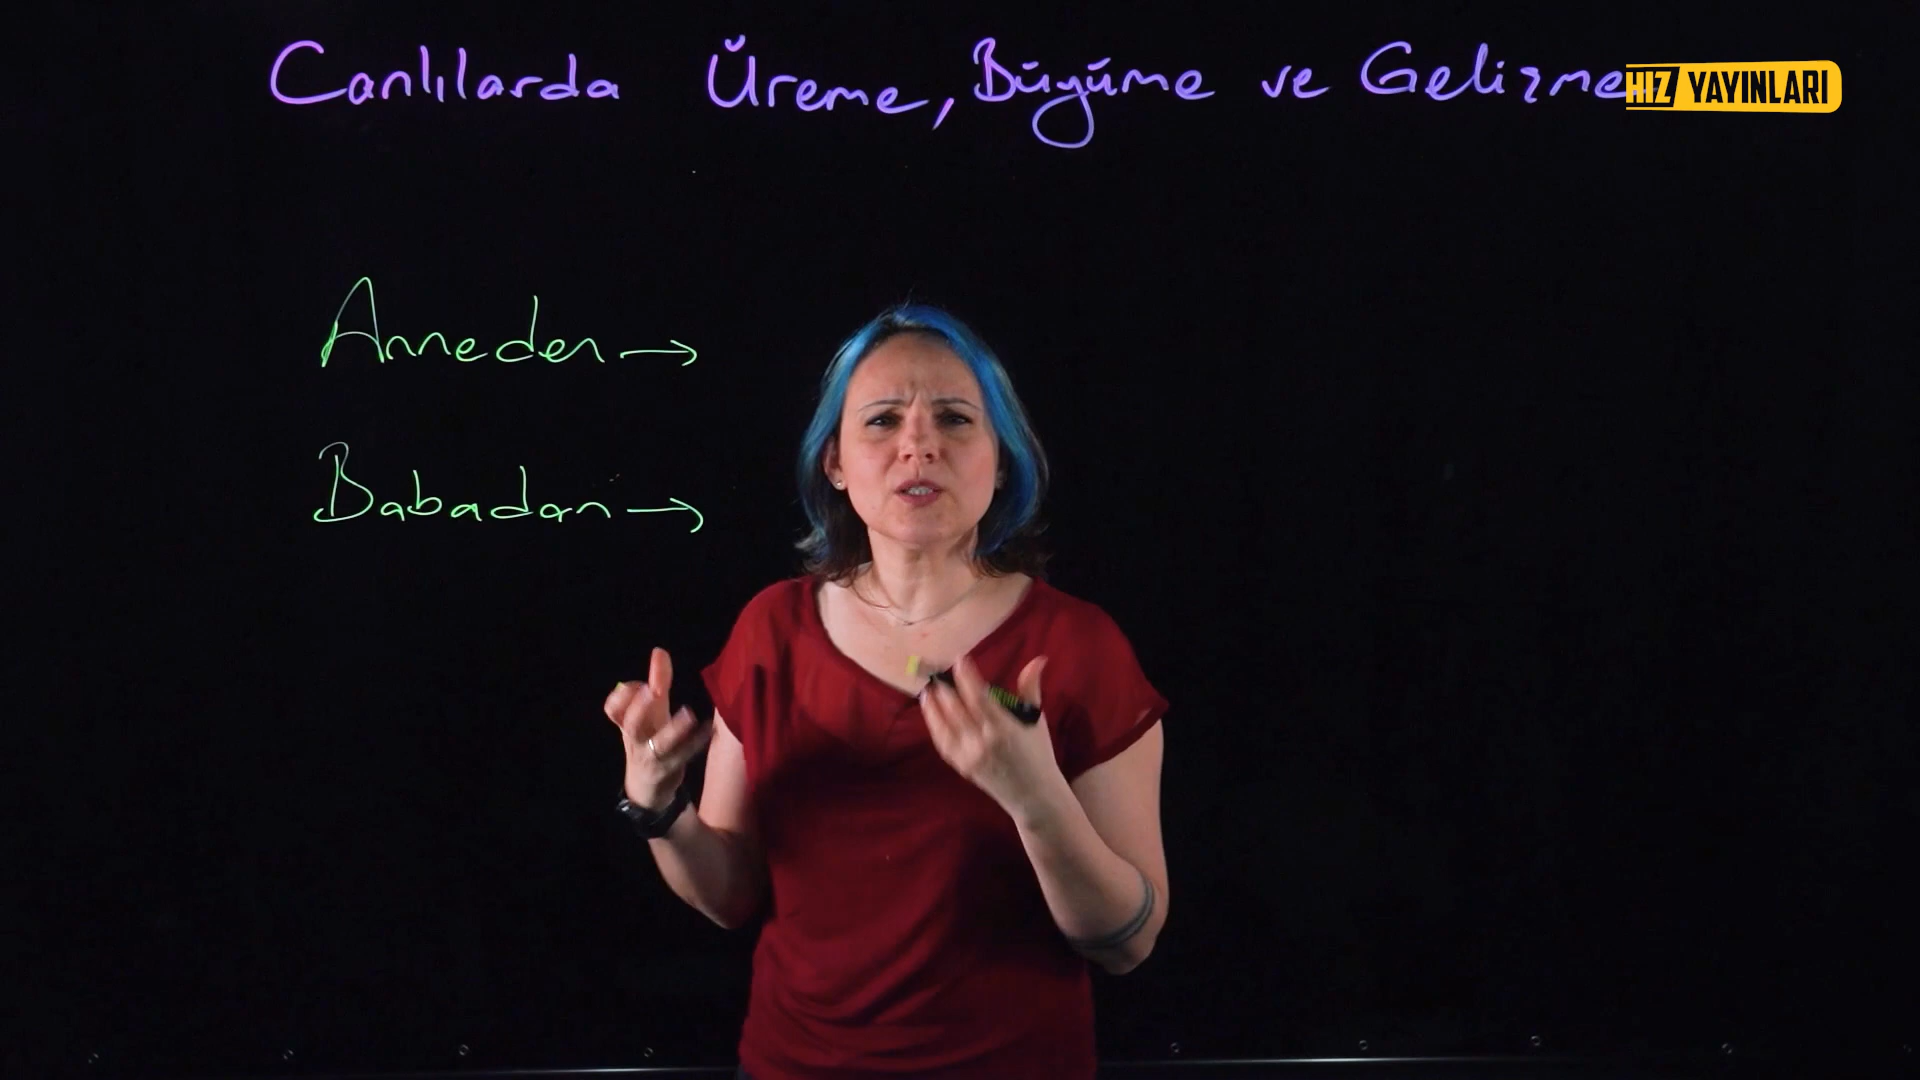 Canlılarda Üreme, Büyüme ve Gelişme
HIZ YAYINLARI
Anneden →
Babadan →